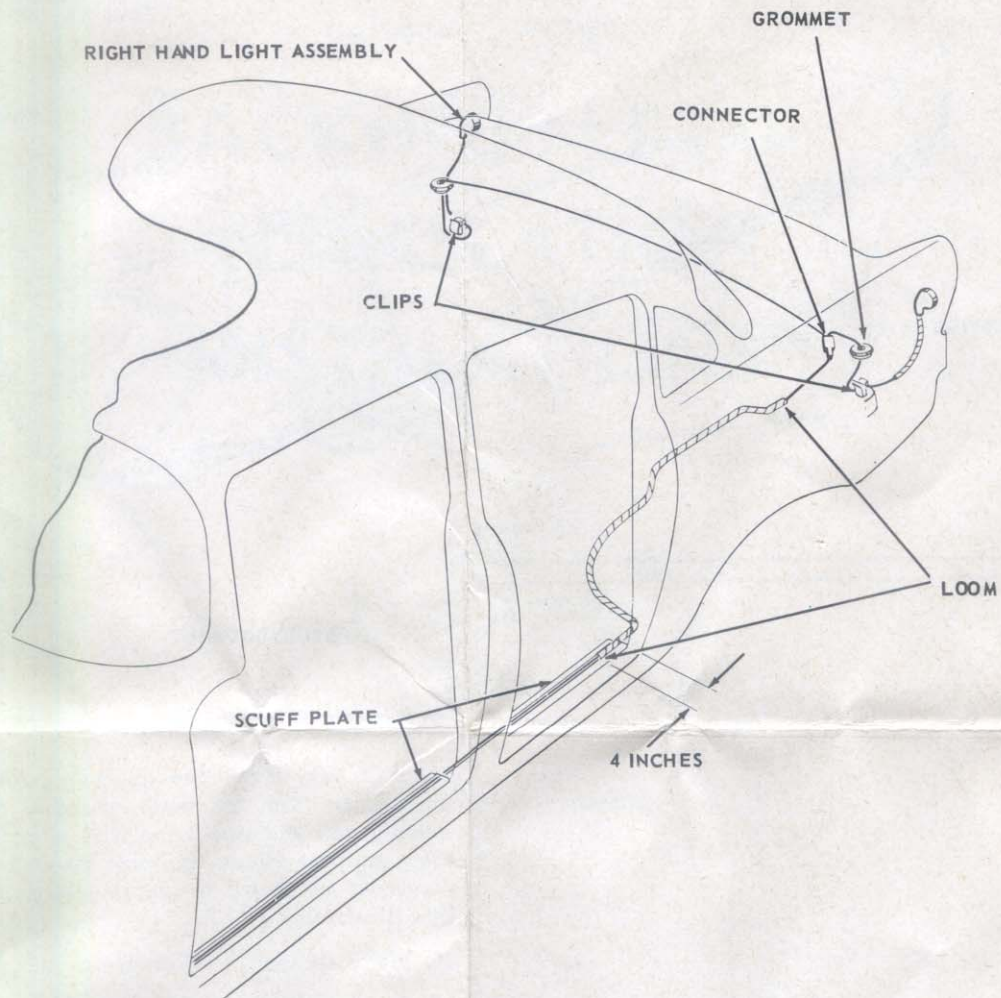 GROMMET
RIGHT HAND LIGHT ASSEMBLY
CONNECTOR
CLIPS
LOOM
SCUFF PLATE
4 INCHES